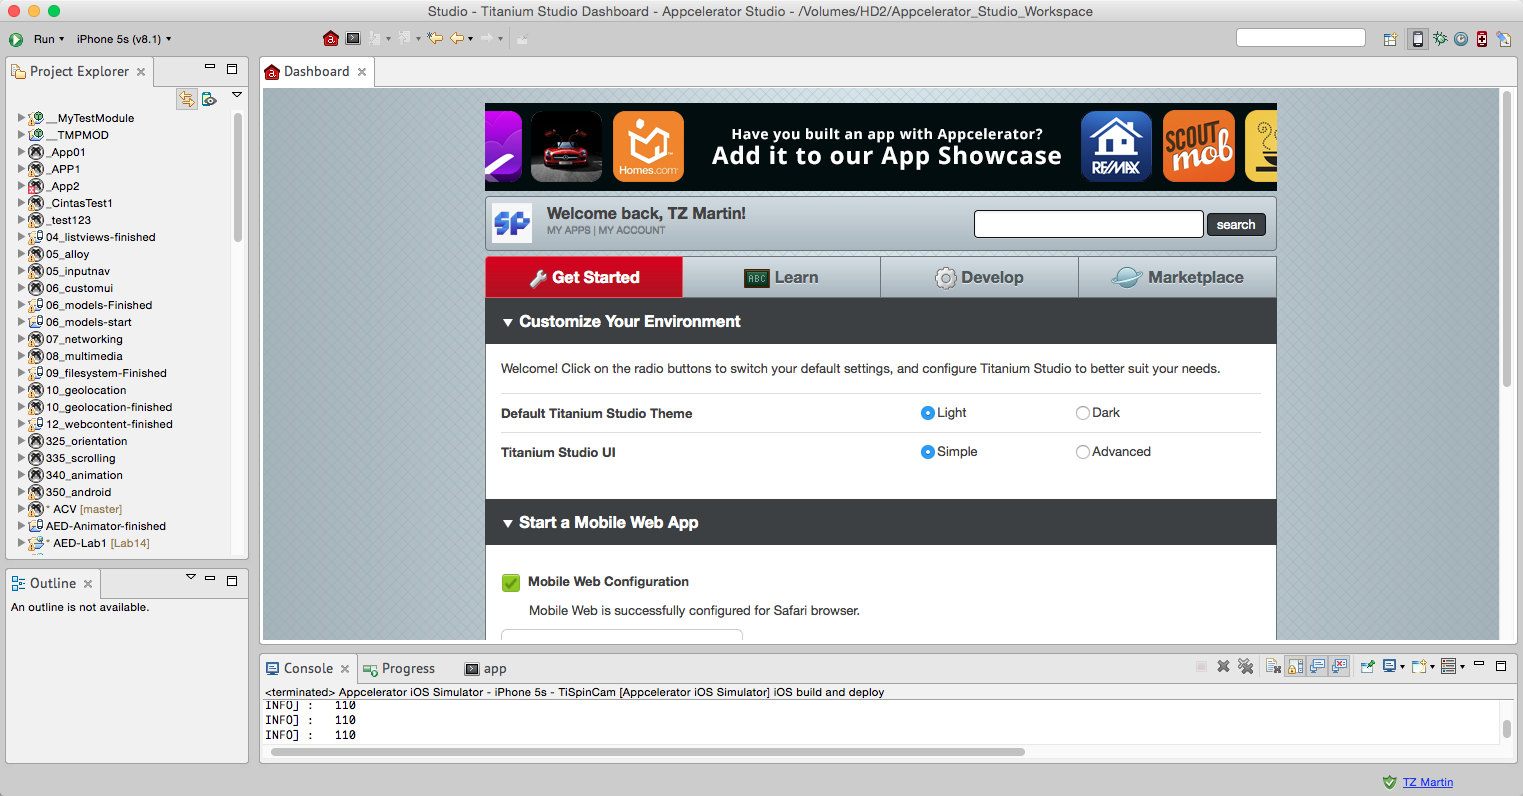 Studio - Titanium Studio Dashboard - Appcelerator Studio - /Volumes/HD2/Appcelerator_Studio_Workspace
Run iPhone 5s (v8.1)
Project Explorer
__MyTestModule
__TMPMOD
_App01
_APP1
_App2
_CintasTest1
_test123
04_listviews-finished
05_alloy
05_inputnav
06_customui
06_models-Finished
06_models-start
07_networking
08_multimedia
09_filesystem-Finished
10_geolocation
10_geolocation-finished
12_webcontent-finished
325_orientation
335_scrolling
340_animation
350_android
* ACV [master]
AED-Animator-finished
* AED-Lab1 [Lab14]
Outline
An outline is not available.
Dashboard
Homes.com
Have you built an app with Appcelerator?
Add it to our App Showcase
RE/MAX
SCOUT
mob
Welcome back, TZ Martin!
MY APPS | MY ACCOUNT
search
Get Started
ABC Learn
Develop
Marketplace
Customize Your Environment
Welcome! Click on the radio buttons to switch your default settings, and configure Titanium Studio to better suit your needs.
Default Titanium Studio Theme Light Dark
Titanium Studio UI Simple Advanced
Start a Mobile Web App
Mobile Web Configuration
Mobile Web is successfully configured for Safari browser.
Console Progress app
<terminated> Appcelerator iOS Simulator - iPhone 5s - TiSpinCam [Appcelerator iOS Simulator] iOS build and deploy
INFO] : 110
INFO] : 110
INFO] : 110
TZ Martin